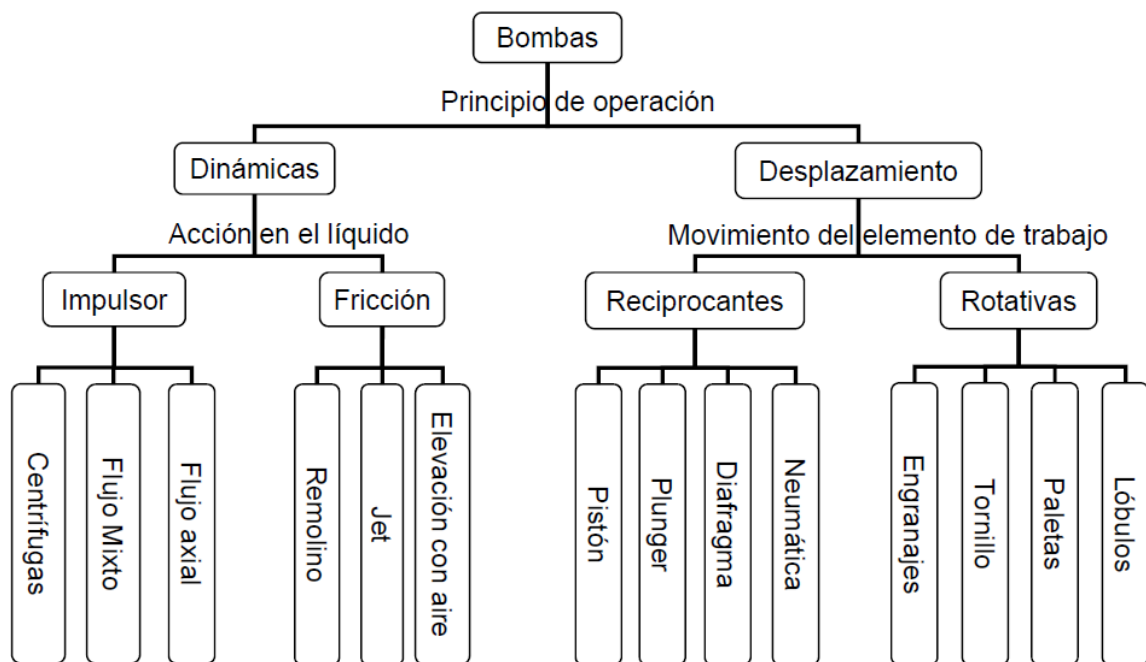 Bombas
Principio de operación
Dinámicas
Desplazamiento
Acción en el líquido
Movimiento del elemento de trabajo
Impulsor
Fricción
Reciprocantes
Rotativas
Centrífugas
Flujo Mixto
Flujo axial
Remolino
Jet
Elevación con aire
Pistón
Plunger
Diafragma
Neumática
Engranajes
Tornillo
Paletas
Lóbulos